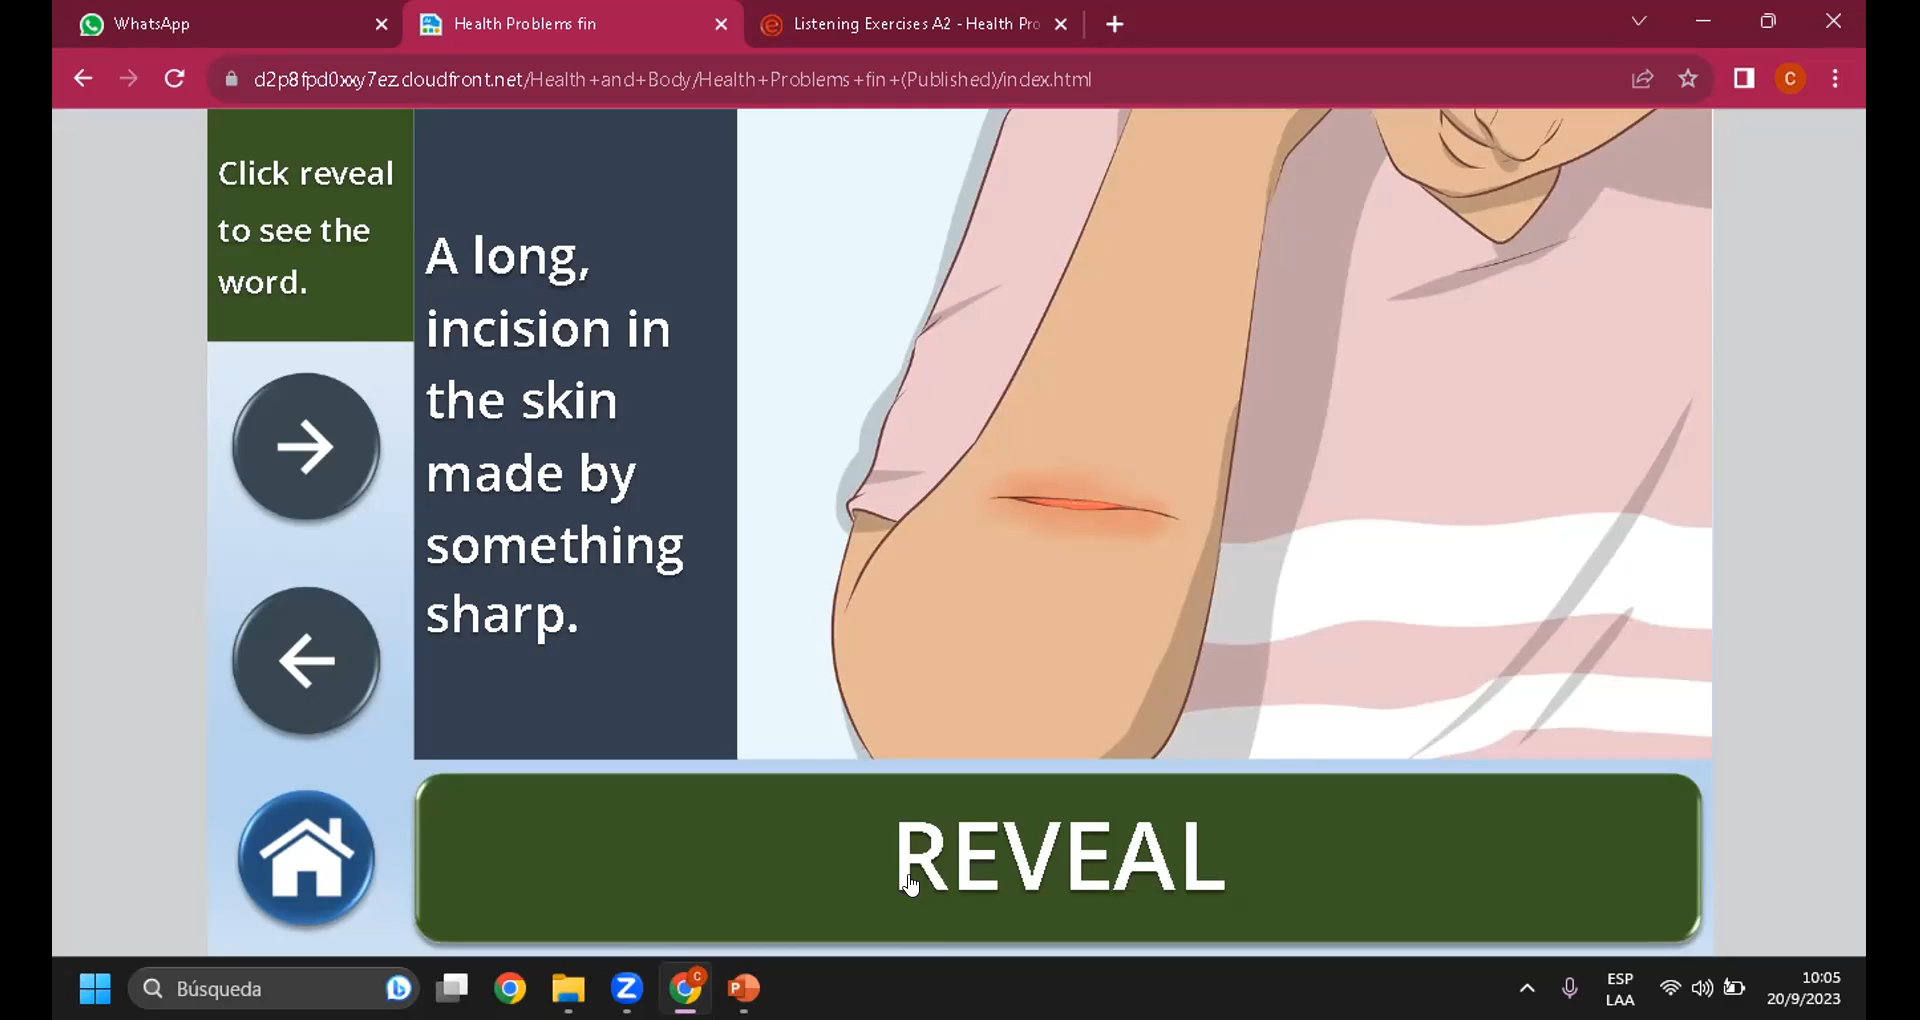 WhatsApp
Health Problems fin
Listening Exercises A2 - Health Pro
d2p8fpd0xxy7ez.cloudfront.net/Health+and+Body/Health+Problems+fin+(Published)/index.html
C
Click reveal
to see the
word.
A long,
incision in
the skin
made by
something
sharp.
REVEAL
Búsqueda
ESP
LAA
10:05
20/9/2023